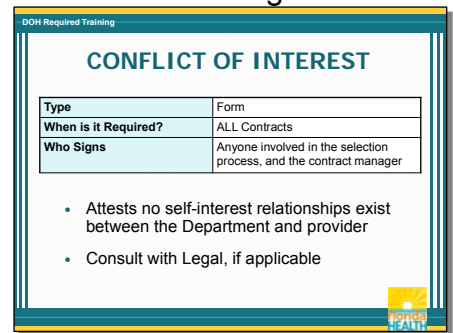 DOH Required Training
CONFLICT OF INTEREST
Type Form
When is it Required? ALL Contracts
Who Signs Anyone involved in the selection
process, and the contract manager
• Attests no self-interest relationships exist
between the Department and provider
• Consult with Legal, if applicable
Florida
HEALTH